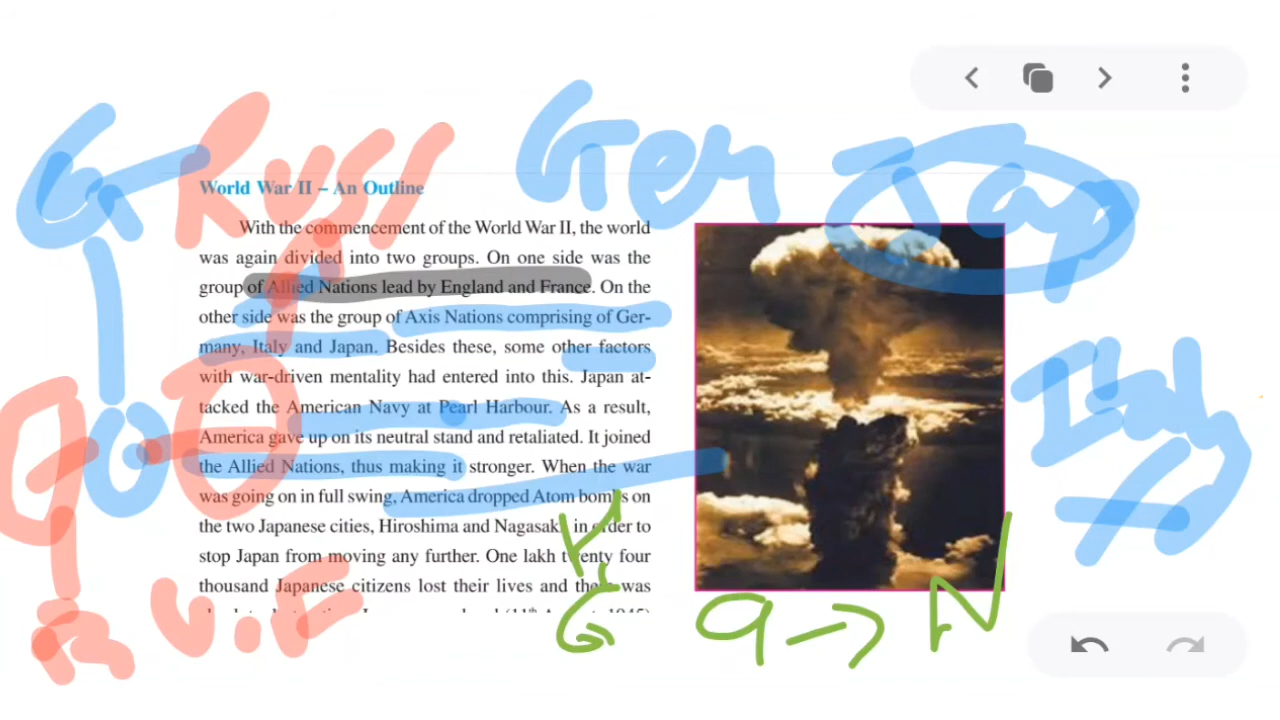 Russ
Ger
Jap
World War II – An Outline
With the commencement of the World War II, the world
was again divided into two groups. On one side was the
group of Allied Nations lead by England and France. On the
other side was the group of Axis Nations comprising of Ger-
many, Italy and Japan. Besides these, some other factors
with war-driven mentality had entered into this. Japan at-
tacked the American Navy at Pearl Harbour. As a result,
America gave up on its neutral stand and retaliated. It joined
the Allied Nations, thus making it stronger. When the war
was going on in full swing, America dropped Atom bombs on
the two Japanese cities, Hiroshima and Nagasaki in order to
stop Japan from moving any further. One lakh twenty four
thousand Japanese citizens lost their lives and there was
9 → N